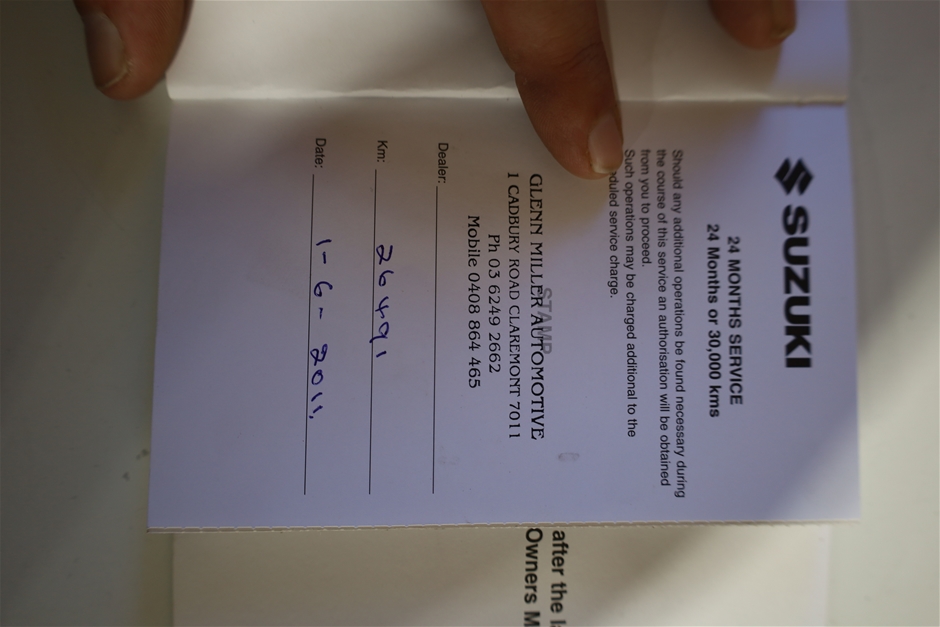 SUZUKI
24 MONTHS SERVICE
24 Months or 30,000 kms
Should any additional operations be found necessary during
the course of this service an authorisation will be obtained
from you to proceed.
Such operations may be charged additional to the
service charge.
STAMP
GLENN MILLER AUTOMOTIVE
1 CADBURY ROAD CLAREMONT 7011
Ph 03 6249 2662
Mobile 0408 864 465
Dealer:
Km: 26491
Date: 1-6-2011.
after the
Owners